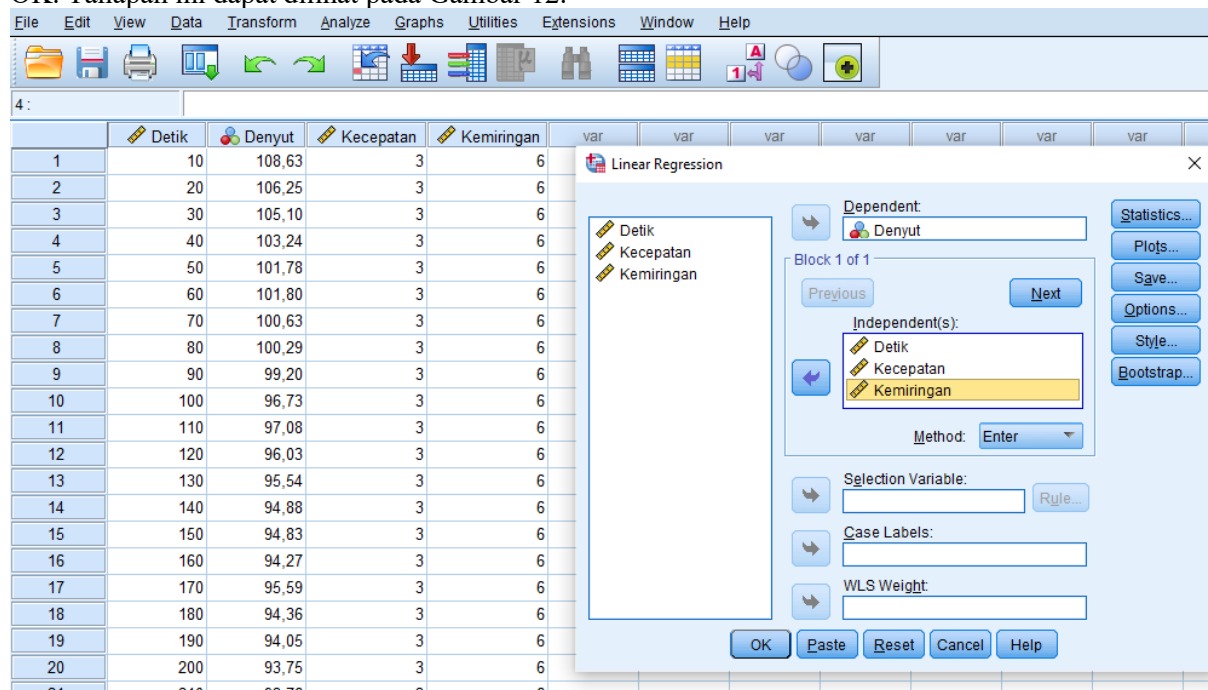 OK. Tahapan ini dapat dilihat pada Gambar 12.
File Edit View Data Transform Analyze Graphs Utilities Extensions Window Help
4 :
Detik Denyut Kecepatan Kemiringan var var var var var var var
1 10 108,63 3 6
2 20 106,25 3 6
3 30 105,10 3 6
4 40 103,24 3 6
5 50 101,78 3 6
6 60 101,80 3 6
7 70 100,63 3 6
8 80 100,29 3 6
9 90 99,20 3 6
10 100 96,73 3 6
11 110 97,08 3 6
12 120 96,03 3 6
13 130 95,54 3 6
14 140 94,88 3 6
15 150 94,83 3 6
16 160 94,27 3 6
17 170 95,59 3 6
18 180 94,36 3 6
19 190 94,05 3 6
20 200 93,75 3 6
Linear Regression
Detik
Kecepatan
Kemiringan
Dependent:
Denyut
Block 1 of 1
Previous
Next
Independent(s):
Detik
Kecepatan
Kemiringan
Method: Enter
Selection Variable:
Rule...
Case Labels:
WLS Weight:
Statistics...
Plots...
Save...
Options...
Style...
Bootstrap...
OK Paste Reset Cancel Help